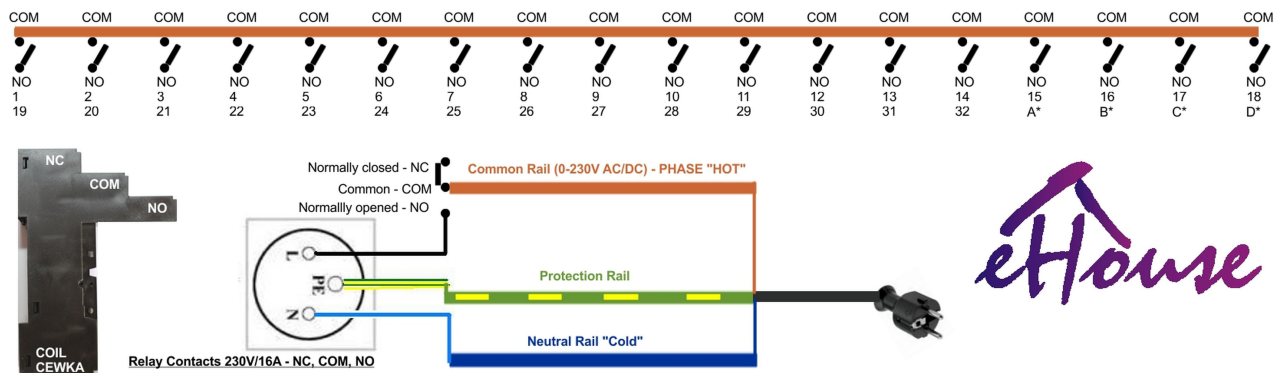 COM COM COM COM COM COM COM COM COM COM COM COM COM COM COM COM COM COM
NO NO NO NO NO NO NO NO NO NO NO NO NO NO NO NO NO NO
1 2 3 4 5 6 7 8 9 10 11 12 13 14 15 16 17 18
19 20 21 22 23 24 25 26 27 28 29 30 31 32 A* B* C* D*
NC
COM
NO
COIL
CEWKA
Normally closed - NC
Common - COM
Normallly opened - NO
Common Rail (0-230V AC/DC) - PHASE "HOT"
L
PE
N
Protection Rail
Neutral Rail "Cold"
Relay Contacts 230V/16A - NC, COM, NO
eHouse